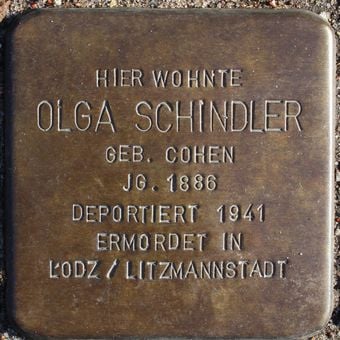 HIER WOHNTE
OLGA SCHINDLER
GEB. COHEN
JG. 1886
DEPORTIERT 1941
ERMORDET IN
ŁODZ / LITZMANNSTADT